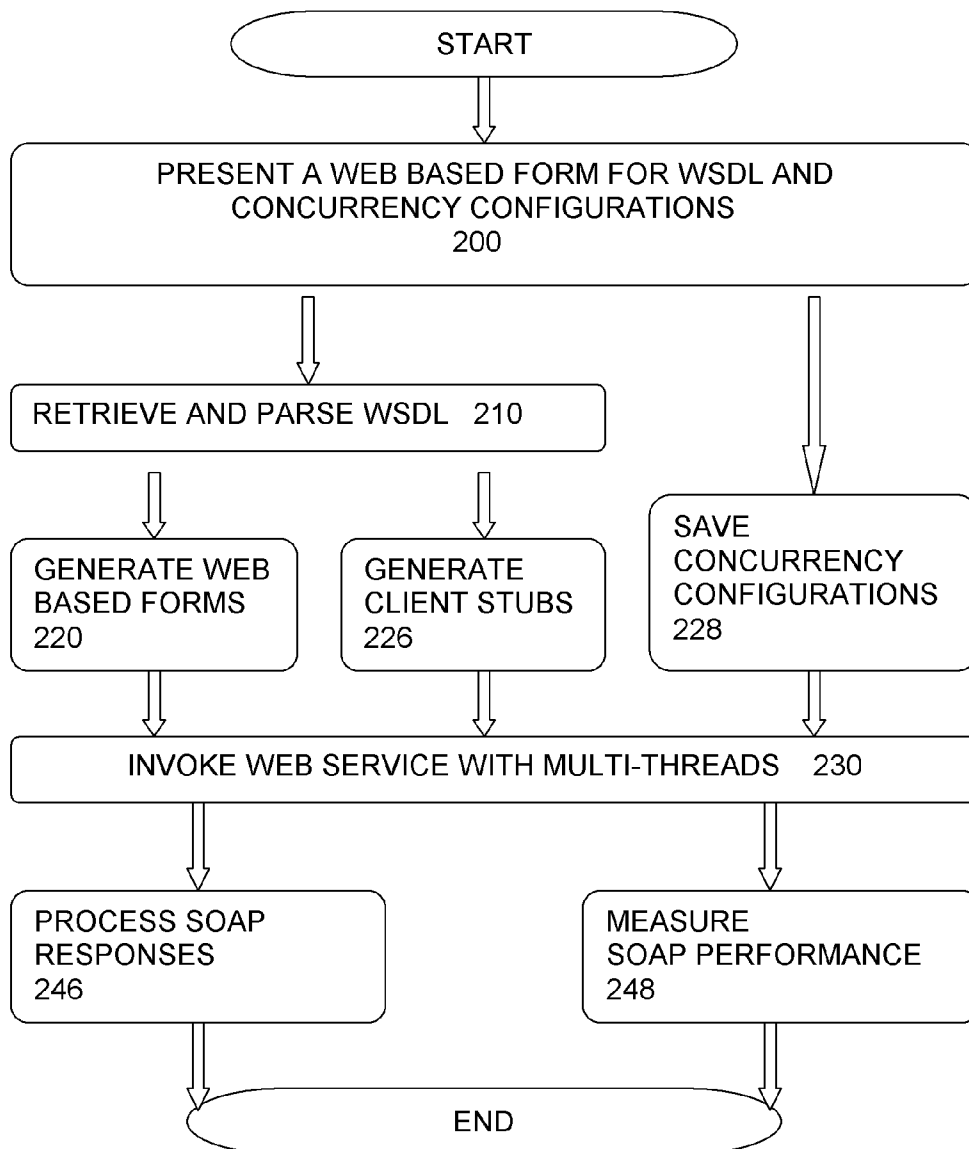 START
PRESENT A WEB BASED FORM FOR WSDL AND
CONCURRENCY CONFIGURATIONS
200
RETRIEVE AND PARSE WSDL 210
GENERATE WEB
BASED FORMS
220
GENERATE
CLIENT STUBS
226
SAVE
CONCURRENCY
CONFIGURATIONS
228
INVOKE WEB SERVICE WITH MULTI-THREADS 230
PROCESS SOAP
RESPONSES
246
MEASURE
SOAP PERFORMANCE
248
END